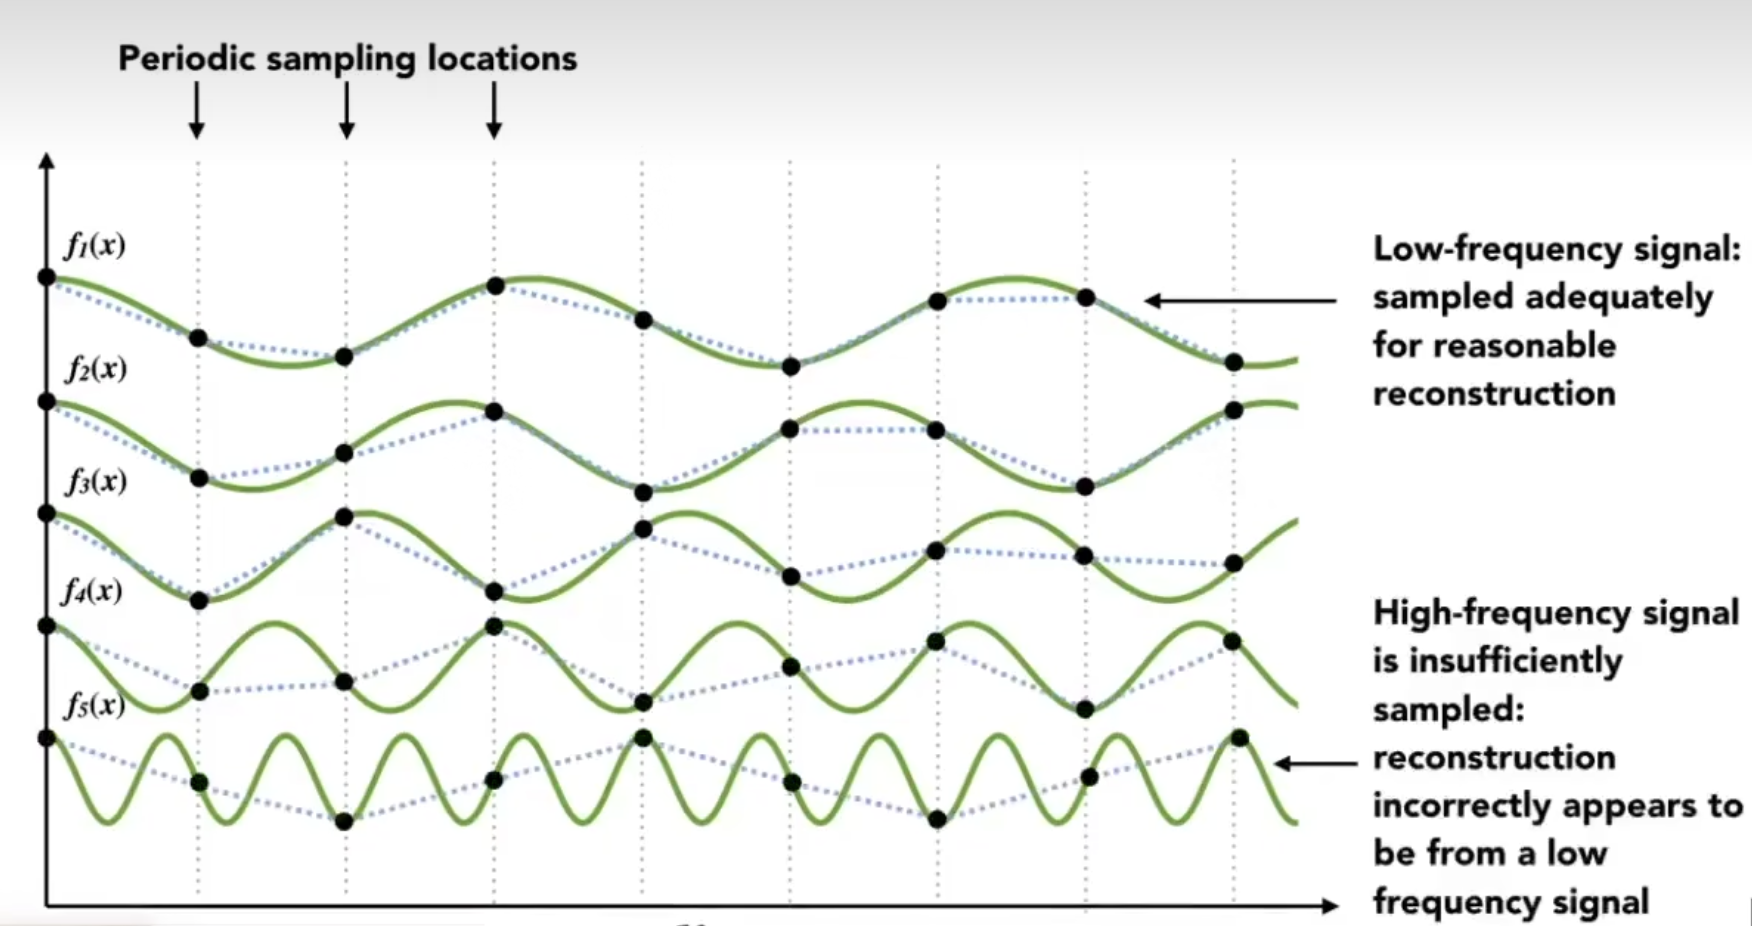 Periodic sampling locations
f1(x)
f2(x)
f3(x)
f4(x)
f5(x)
Low-frequency signal:
sampled adequately
for reasonable
reconstruction
High-frequency signal
is insufficiently
sampled:
reconstruction
incorrectly appears to
be from a low
frequency signal